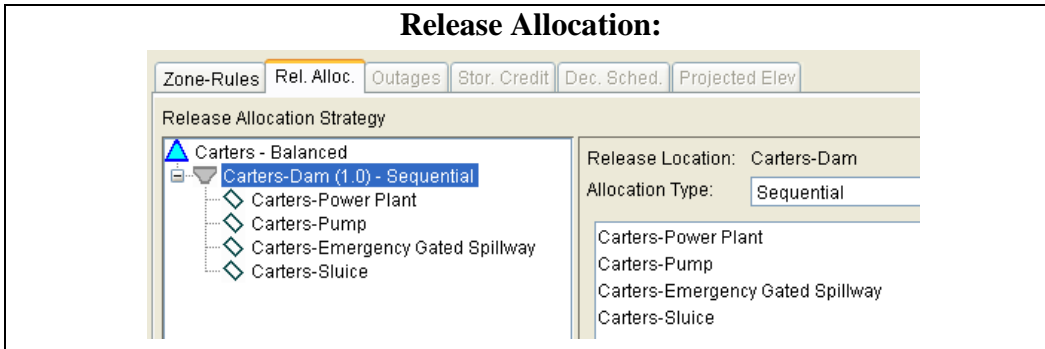 Release Allocation:
Zone-Rules Rel. Alloc. Outages Stor. Credit Dec. Sched. Projected Elev
Release Allocation Strategy
Carters - Balanced
Carters-Dam (1.0) - Sequential
Carters-Power Plant
Carters-Pump
Carters-Emergency Gated Spillway
Carters-Sluice
Release Location: Carters-Dam
Allocation Type: Sequential
Carters-Power Plant
Carters-Pump
Carters-Emergency Gated Spillway
Carters-Sluice